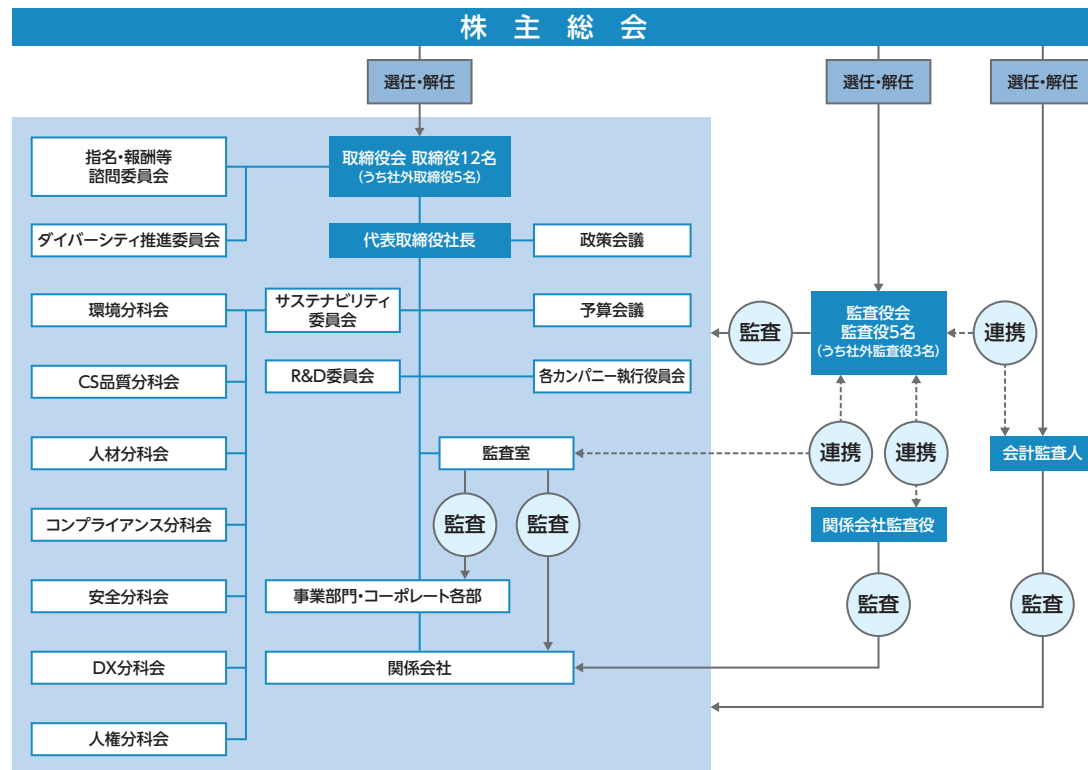 株主総会
選任・解任
選任・解任
選任・解任
指名・報酬等
諮問委員会
取締役会 取締役12名
(うち社外取締役5名)
ダイバーシティ推進委員会
代表取締役社長
政策会議
環境分科会
サステナビリティ
委員会
予算会議
監査
監査役会
監査役5名
(うち社外監査役3名)
連携
CS品質分科会
R&D委員会
各カンパニー執行役員会
人材分科会
監査室
連携
連携
会計監査人
コンプライアンス分科会
監査
監査
関係会社監査役
安全分科会
事業部門・コーポレート各部
監査
監査
DX分科会
関係会社
人権分科会